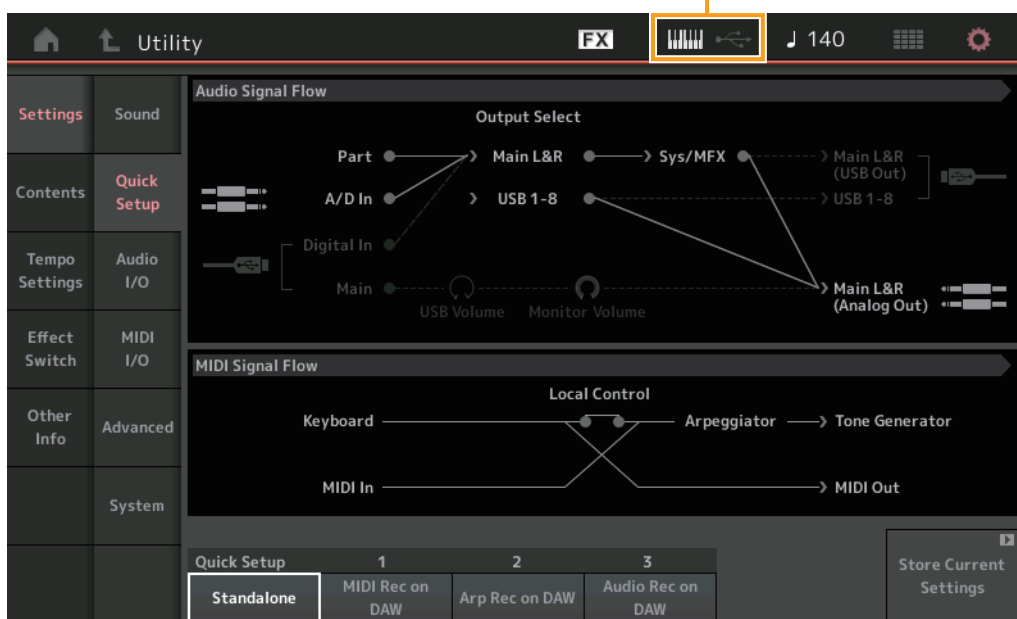 Utility
FX
140
Settings
Sound
Contents
Quick
Setup
Tempo
Settings
Audio
I/O
Effect
Switch
MIDI
I/O
Other
Info
Advanced
System
Audio Signal Flow
Output Select
Part
Main L&R
Sys/MFX
Main L&R
(USB Out)
A/D In
USB 1-8
USB 1-8
Digital In
Main
USB Volume
Monitor Volume
Main L&R
(Analog Out)
MIDI Signal Flow
Local Control
Keyboard
Arpeggiator
Tone Generator
MIDI In
MIDI Out
Quick Setup
1
2
3
Standalone
MIDI Rec on
DAW
Arp Rec on DAW
Audio Rec on
DAW
Store Current
Settings